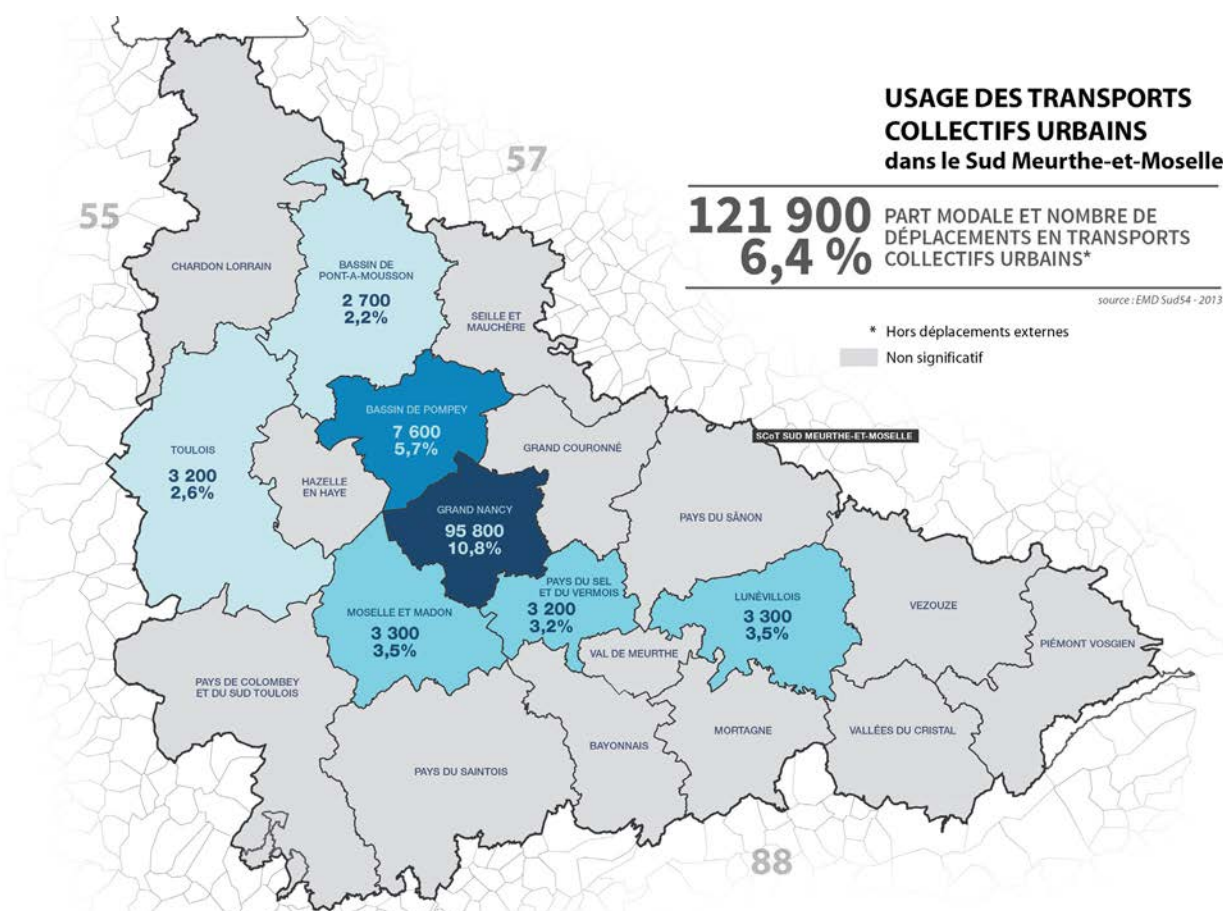 USAGE DES TRANSPORTS
COLLECTIFS URBAINS
dans le Sud Meurthe-et-Moselle
121 900
6,4 %
PART MODALE ET NOMBRE DE
DÉPLACEMENTS EN TRANSPORTS
COLLECTIFS URBAINS*
source : EMD Sud54 - 2013
* Hors déplacements externes
Non significatif
57
55
88
CHARDON LORRAIN
BASSIN DE
PONT-A-MOUSSON
2 700
2,2%
SEILLE ET
MAUCHÈRE
BASSIN DE POMPEY
7 600
5,7%
TOULOIS
3 200
2,6%
HAZELLE
EN HAYE
GRAND COURONNÉ
SCoT SUD MEURTHE-ET-MOSELLE
GRAND NANCY
95 800
10,8%
PAYS DU SÂNON
PAYS DU SEL
ET DU VERMOIS
3 200
3,2%
MOSELLE ET MADON
3 300
3,5%
LUNÉVILLOIS
3 300
3,5%
VEZOUZE
VAL DE MEURTHE
PIÉMONT VOSGIEN
PAYS DE COLOMBEY
ET DU SUD TOULOIS
PAYS DU SAINTOIS
BAYONNAIS
MORTAGNE
VALLÉES DU CRISTAL